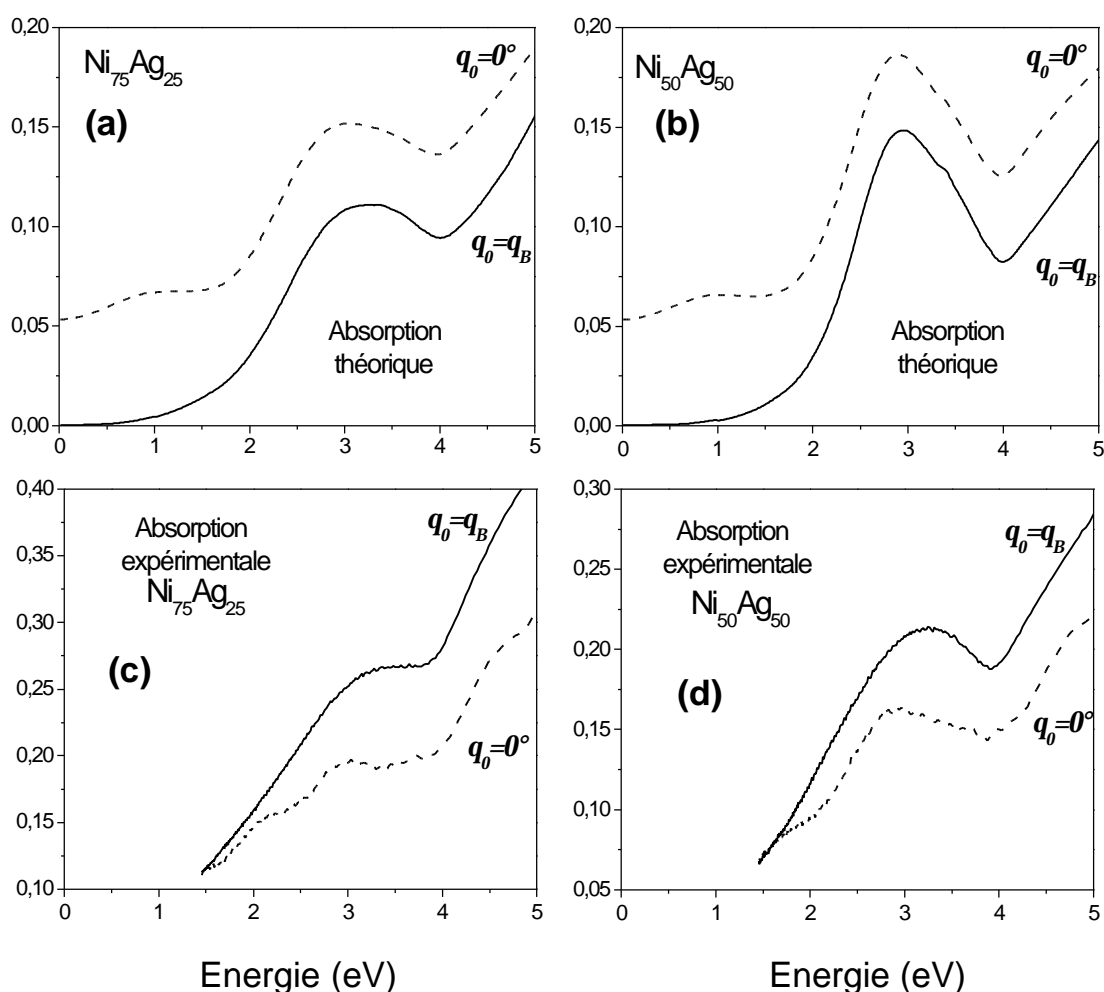 0,20
0,15
0,10
0,05
0,00
0 1 2 3 4 5
Ni75Ag25
(a)
q0=0°
q0=qB
Absorption
théorique
0,20
0,15
0,10
0,05
0,00
0 1 2 3 4 5
Ni50Ag50
(b)
q0=0°
q0=qB
Absorption
théorique
0,40
0,35
0,30
0,25
0,20
0,15
0,10
0 1 2 3 4 5
Absorption
expérimentale
Ni75Ag25
(c)
q0=qB
q0=0°
Energie (eV)
0,30
0,25
0,20
0,15
0,10
0,05
0 1 2 3 4 5
Absorption
expérimentale
Ni50Ag50
(d)
q0=qB
q0=0°
Energie (eV)